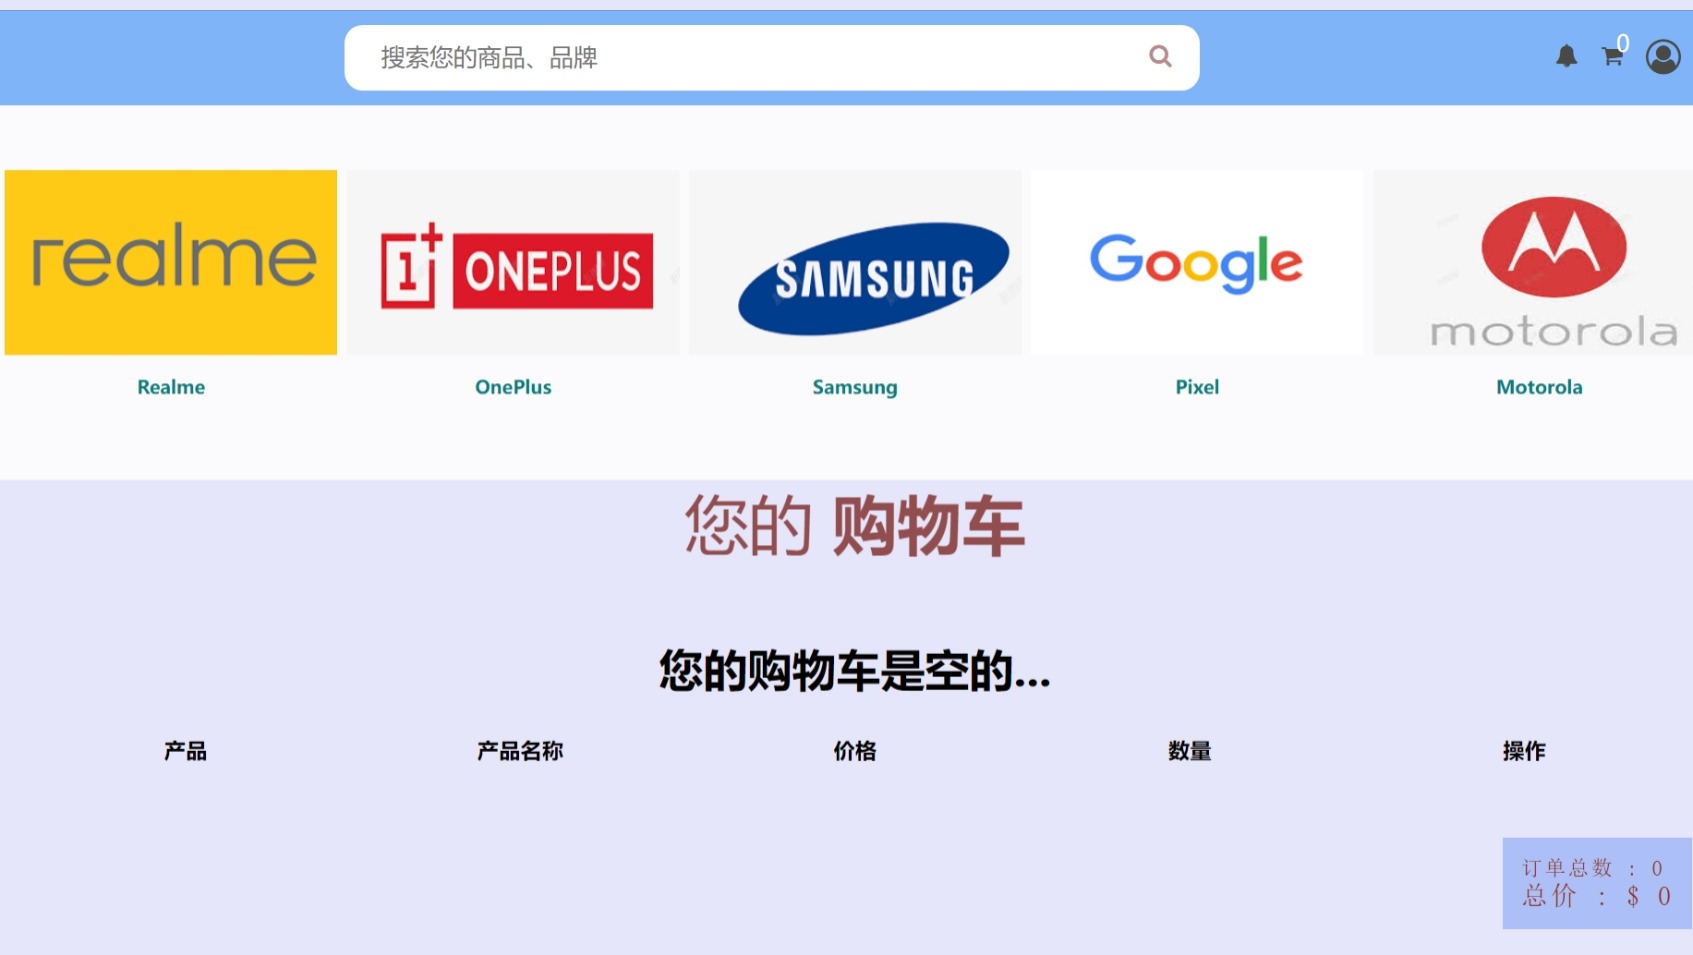 搜索您的商品、品牌
0
realme
1+ ONEPLUS
SAMSUNG
Google
motorola
Realme
OnePlus
Samsung
Pixel
Motorola
您的 购物车
您的购物车是空的...
产品
产品名称
价格
数量
操作
订单总数 : 0
总价 : $ 0